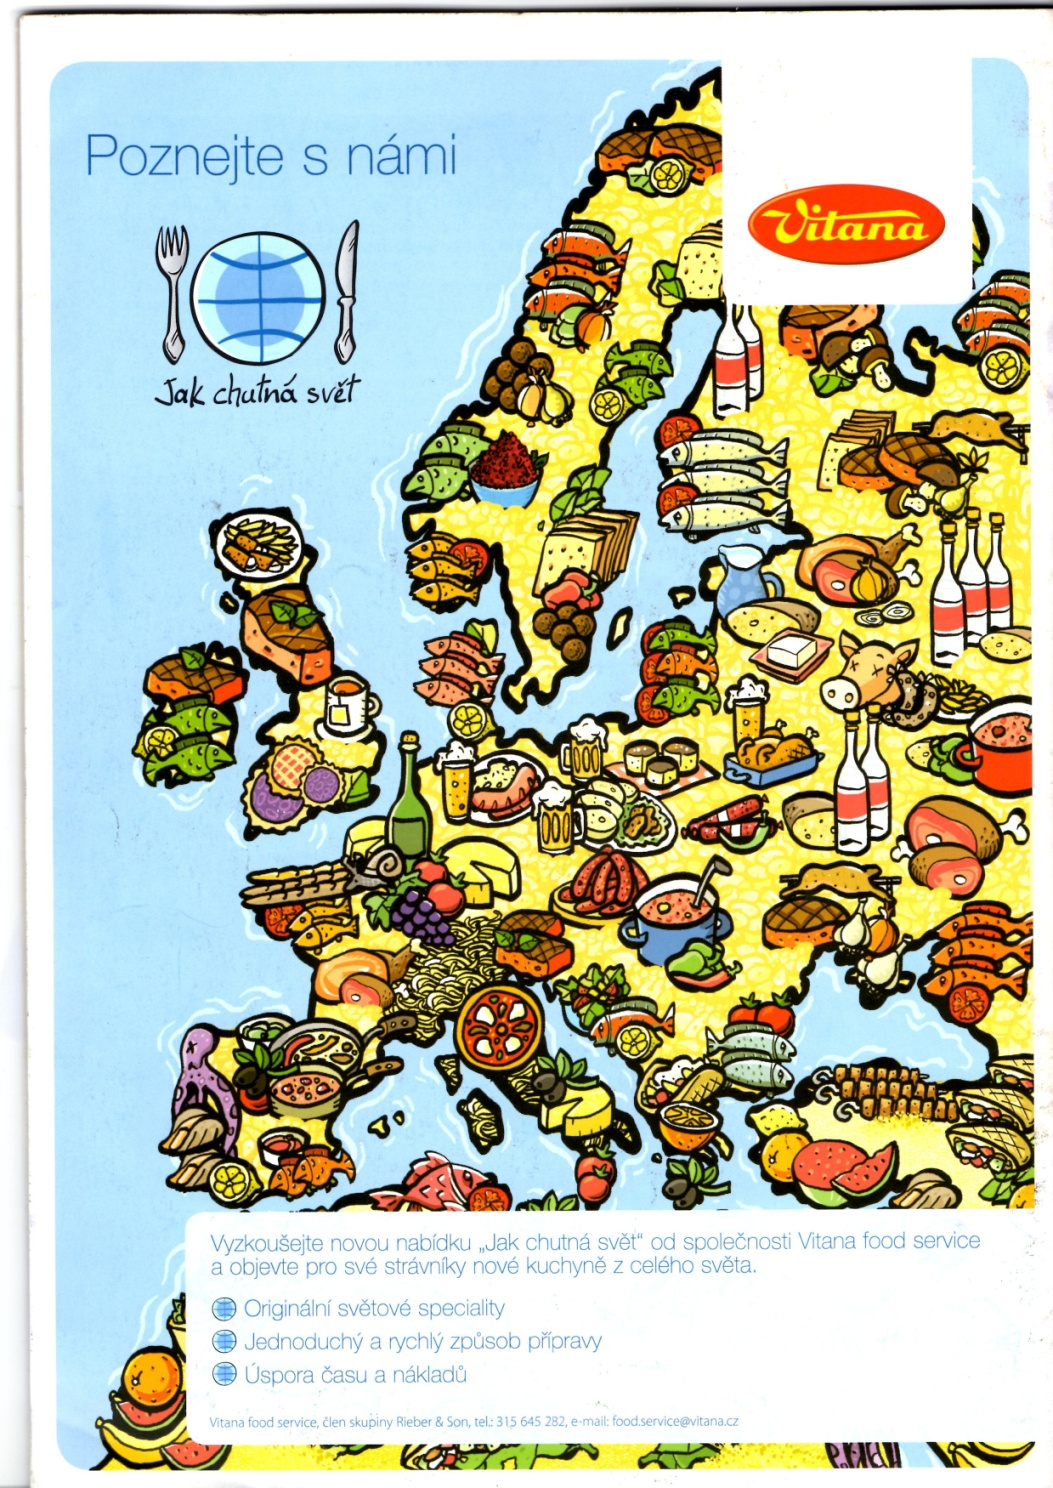 Poznejte s námi
Vitana
Jak chutná svět
Vyzkoušejte novou nabídku „Jak chutná svět“ od společnosti Vitana food service
a objevte pro své strávníky nové kuchyně z celého světa.
Originální světové speciality
Jednoduchý a rychlý způsob přípravy
Úspora času a nákladů
Vitana food service, člen skupiny Rieber & Son, tel.: 315 645 282, e-mail: food.service@vitana.cz